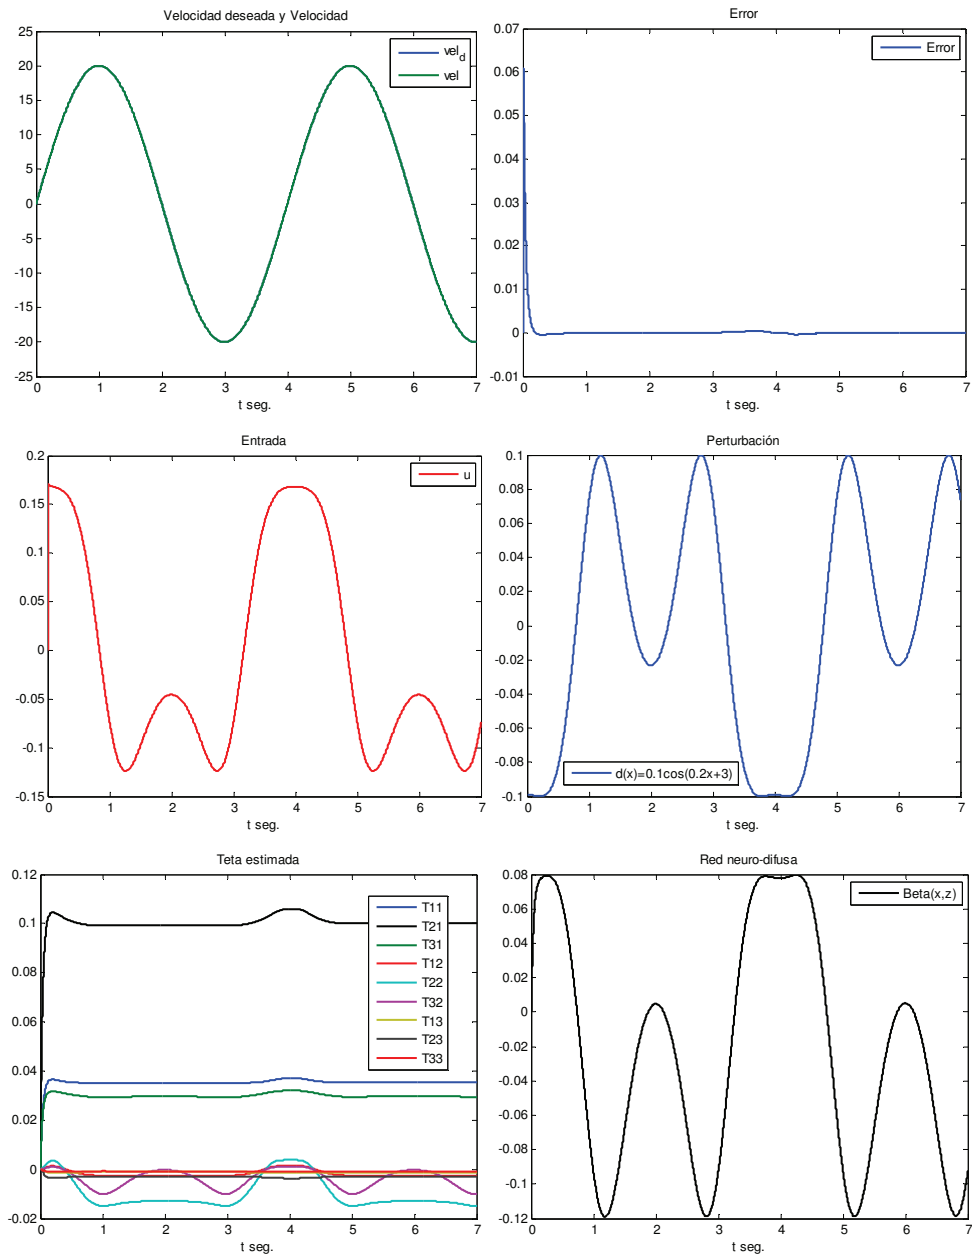 Velocidad deseada y Velocidad
25
20
15
10
5
0
-5
-10
-15
-20
-25
0 1 2 3 4 5 6 7
t seg.
vel_d
vel
Error
0.07
0.06
0.05
0.04
0.03
0.02
0.01
0
-0.01
0 1 2 3 4 5 6 7
t seg.
Error
Entrada
0.2
0.15
0.1
0.05
0
-0.05
-0.1
-0.15
0 1 2 3 4 5 6 7
t seg.
u
Perturbación
0.1
0.08
0.06
0.04
0.02
0
-0.02
-0.04
-0.06
-0.08
-0.1
0 1 2 3 4 5 6 7
t seg.
d(x)=0.1cos(0.2x+3)
Teta estimada
0.12
0.1
0.08
0.06
0.04
0.02
0
-0.02
0 1 2 3 4 5 6 7
t seg.
T11
T21
T31
T12
T22
T32
T13
T23
T33
Red neuro-difusa
0.08
0.06
0.04
0.02
0
-0.02
-0.04
-0.06
-0.08
-0.1
-0.12
0 1 2 3 4 5 6 7
t seg.
Beta(x,z)